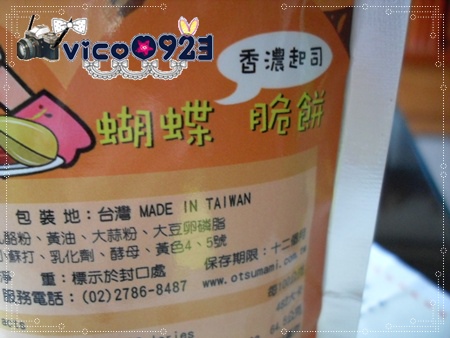 vico0923
香濃起司
蝴蝶 脆餅
包裝地：台灣 MADE IN TAIWAN
酪粉、黃油、大蒜粉、大豆卵磷脂
小蘇打、乳化劑、酵母、黃色4、5號
保存期限：十二個月
淨 重：標示於封口處
www.otsumami.com.tw
服務電話：(02)2786-8487